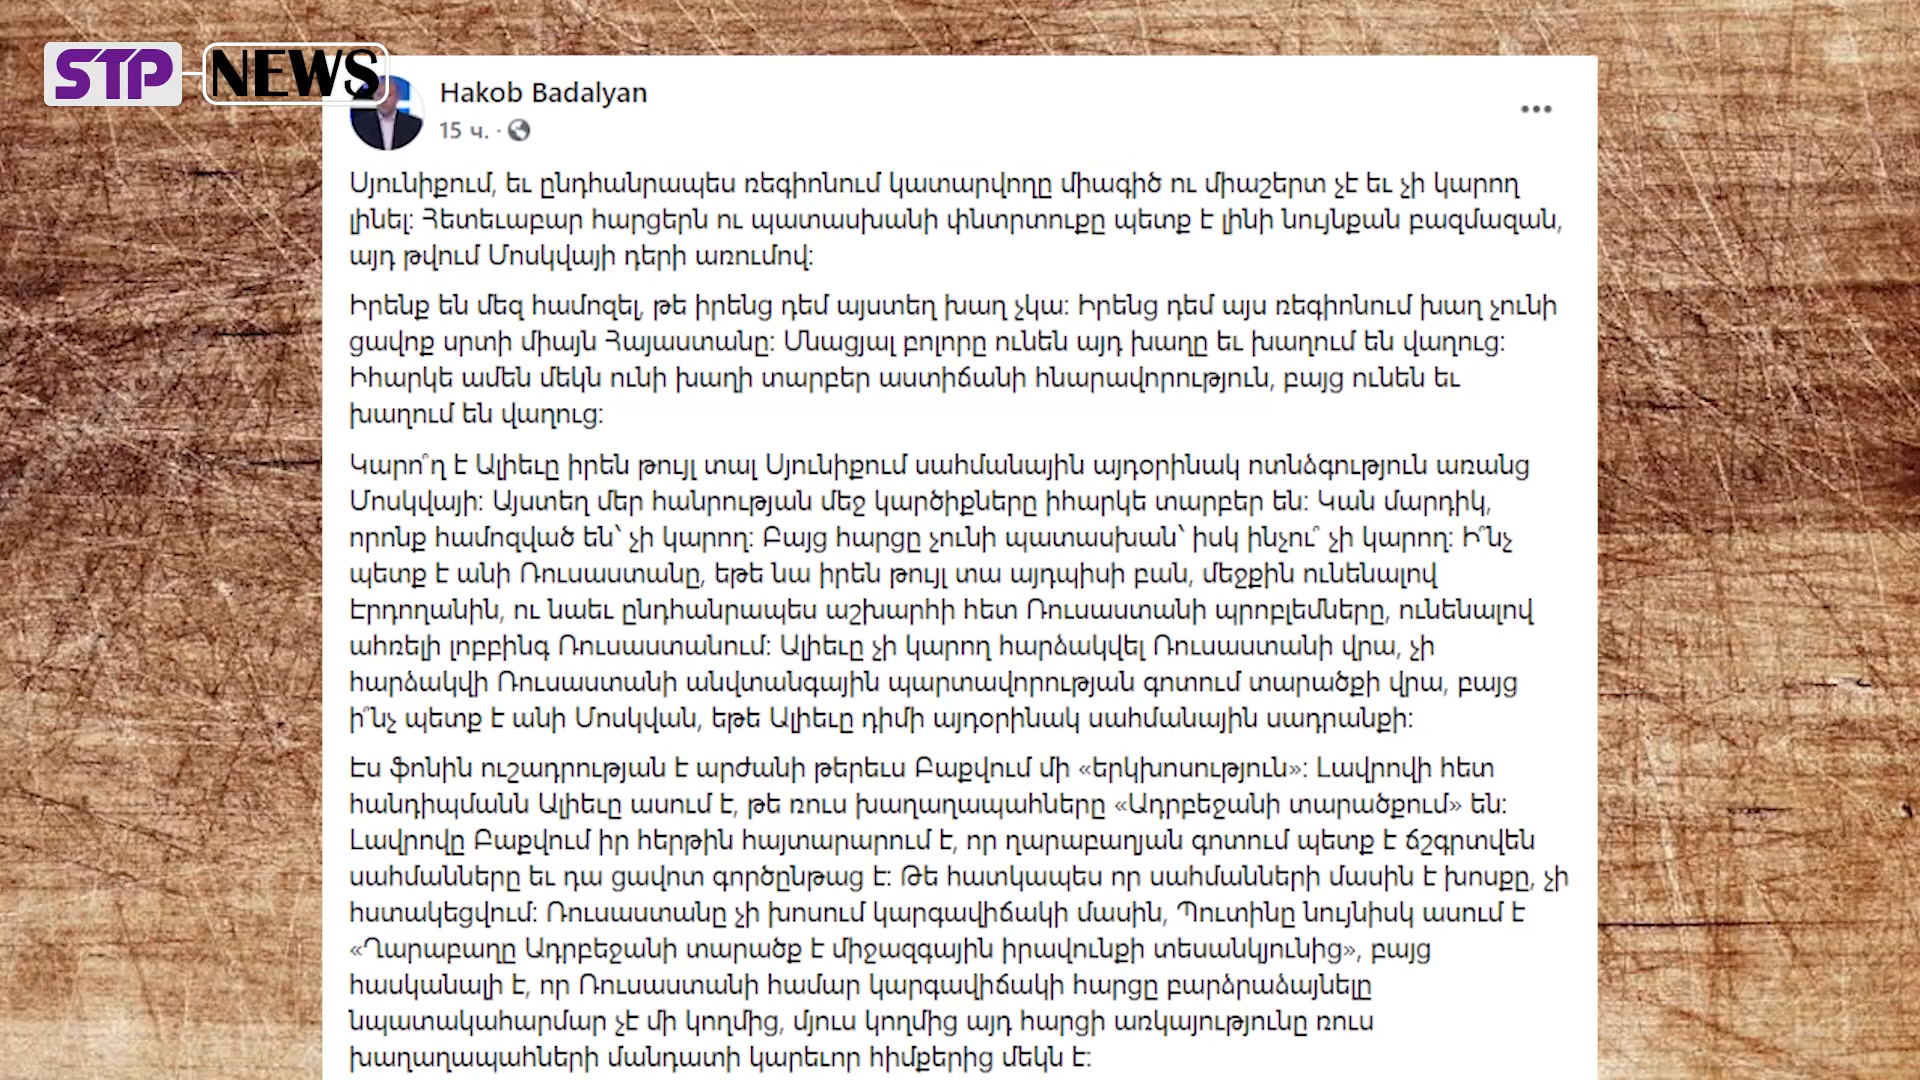 STP NEWS
Hakob Badalyan
15 ч. ·
Սյունիքում, եւ ընդհանրապես ռեգիոնում կատարվողը միագիծ ու միաշերտ չէ եւ չի կարող
լինել։ Հետեւաբար հարցերն ու պատասխանի փնտրտուքը պետք է լինի նույնքան բազմազան,
այդ թվում Մոսկվայի դերի առումով։
Իրենք են մեզ համոզել, թե իրենց դեմ այստեղ խաղ չկա։ Իրենց դեմ այս ռեգիոնում խաղ չունի
ցավոք սրտի միայն Հայաստանը։ Մնացյալ բոլորը ունեն այդ խաղը եւ խաղում են վաղուց։
Իհարկե ամեն մեկն ունի խաղի տարբեր աստիճանի հնարավորություն, բայց ունեն եւ
խաղում են վաղուց։
Կարո՞ղ է Ալիեւը իրեն թույլ տալ Սյունիքում սահմանային այդօրինակ ոտնձգություն առանց
Մոսկվայի։ Այստեղ մեր հանրության մեջ կարծիքները իհարկե տարբեր են։ Կան մարդիկ,
որոնք համոզված են՝ չի կարող։ Բայց հարցը չունի պատասխան՝ իսկ ինչու՞ չի կարող։ Ի՞նչ
պետք է անի Ռուսաստանը, եթե նա իրեն թույլ տա այդպիսի բան, մեջքին ունենալով
Էրդողանին, ու նաեւ ընդհանրապես աշխարհի հետ Ռուսաստանի պրոբլեմները, ունենալով
ահռելի լոբբինգ Ռուսաստանում։ Ալիեւը չի կարող հարձակվել Ռուսաստանի վրա, չի
հարձակվի Ռուսաստանի անվտանգային պարտավորության գոտում տարածքի վրա, բայց
ի՞նչ պետք է անի Մոսկվան, եթե Ալիեւը դիմի այդօրինակ սահմանային սադրանքի։
Էս ֆոնին ուշադրության է արժանի թերեւս Բաքվում մի «երկխոսություն»։ Լավրովի հետ
հանդիպմանն Ալիեւը ասում է, թե ռուս խաղաղապահները «Ադրբեջանի տարածքում» են։
Լավրովը Բաքվում իր հերթին հայտարարում է, որ ղարաբաղյան գոտում պետք է ճշգրտվեն
սահմանները եւ դա ցավոտ գործընթաց է։ Թե հատկապես որ սահմանների մասին է խոսքը, չի
հստակեցվում։ Ռուսաստանը չի խոսում կարգավիճակի մասին, Պուտինը նույնիսկ ասում է
«Ղարաբաղը Ադրբեջանի տարածք է միջազգային իրավունքի տեսանկյունից», բայց
հասկանալի է, որ Ռուսաստանի համար կարգավիճակի հարցը բարձրաձայնելը
նպատակահարմար չէ մի կողմից, մյուս կողմից այդ հարցի առկայությունը ռուս
խաղաղապահների մանդատի կարեւոր հիմքերից մեկն է։